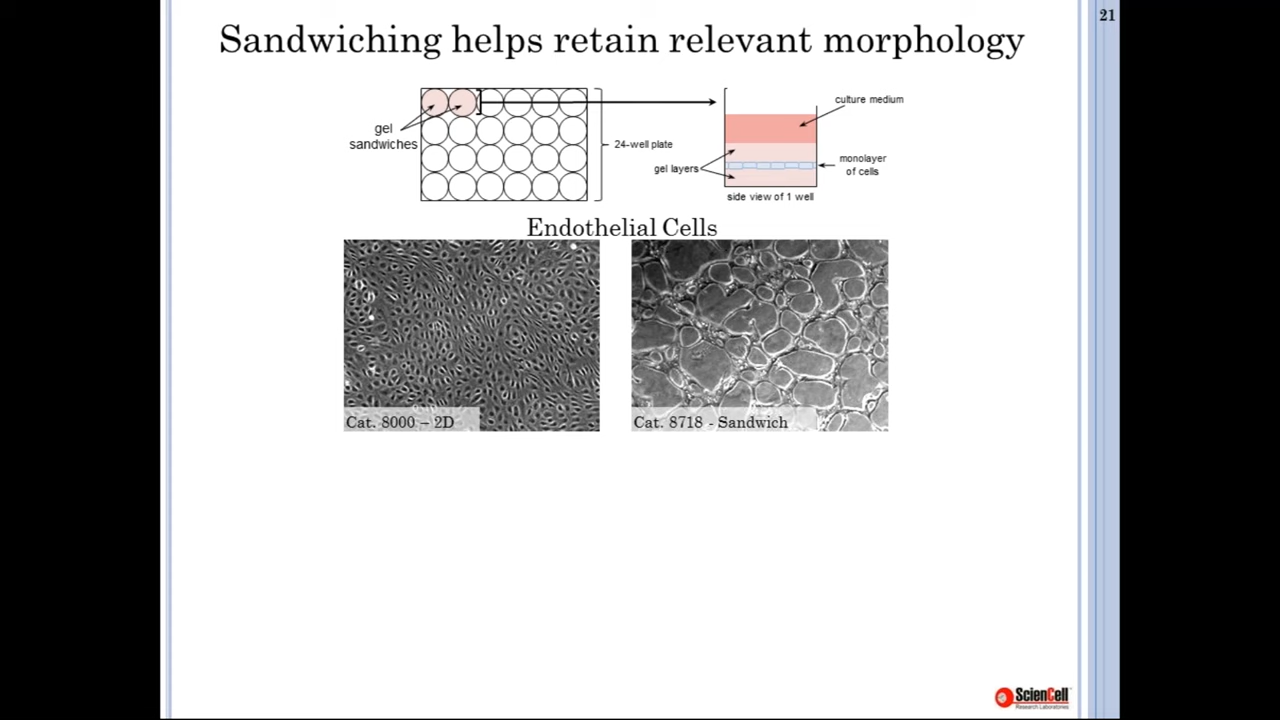 21
Sandwiching helps retain relevant morphology
gel
sandwiches
24-well plate
culture medium
gel layers
monolayer
of cells
side view of 1 well
Endothelial Cells
Cat. 8000 – 2D
Cat. 8718 - Sandwich
ScienCell
Research Laboratories